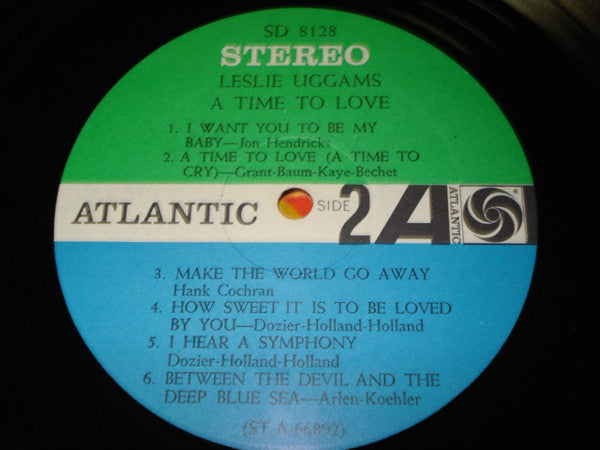 SD 8128
STEREO
LESLIE UGGAMS
A TIME TO LOVE
1. I WANT YOU TO BE MY
BABY—Jon Hendricks
2. A TIME TO LOVE (A TIME TO
CRY)—Grant-Baum-Kaye-Bechet
ATLANTIC SIDE 2 A ATLANTIC
3. MAKE THE WORLD GO AWAY
Hank Cochran
4. HOW SWEET IT IS TO BE LOVED
BY YOU—Dozier-Holland-Holland
5. I HEAR A SYMPHONY
Dozier-Holland-Holland
6. BETWEEN THE DEVIL AND THE
DEEP BLUE SEA—Arlen-Koehler
(ST A-66892)